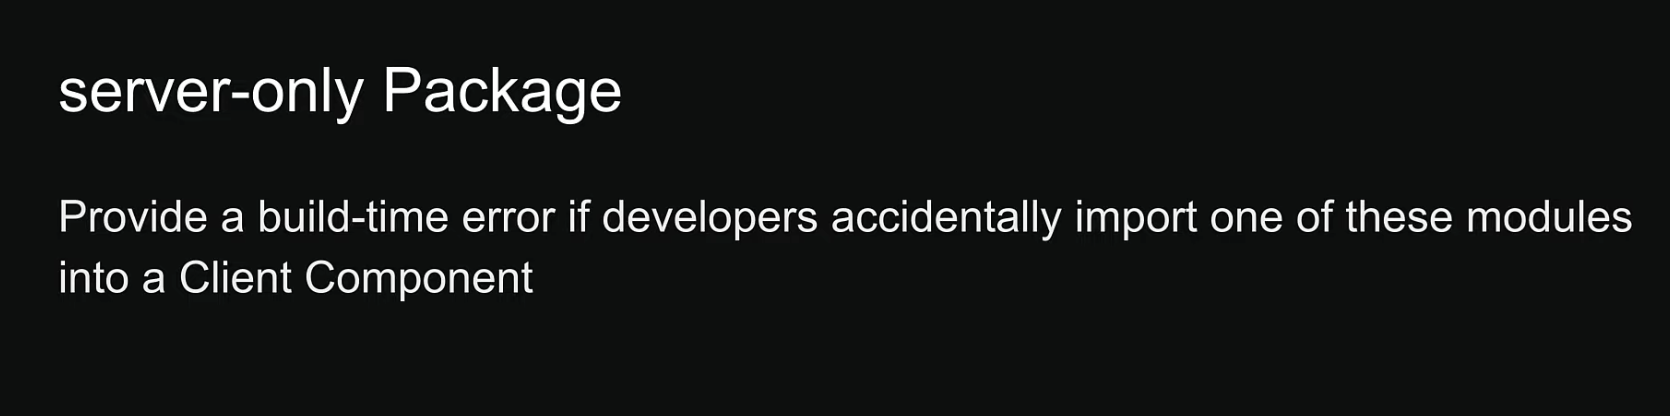 server-only Package
Provide a build-time error if developers accidentally import one of these modules
into a Client Component